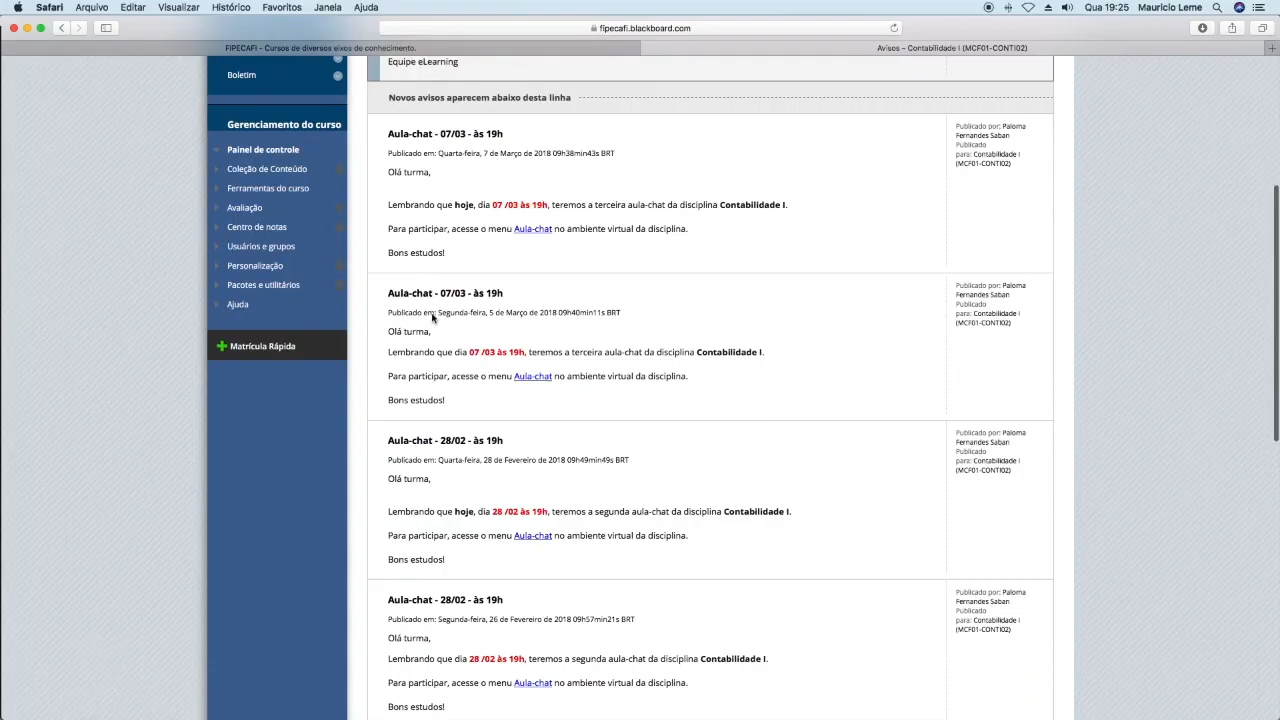 Safari Arquivo Editar Visualizar Histórico Favoritos Janela Ajuda Qua 19:25 Maurício Leme
fipecafi.blackboard.com
FIPECAFI - Cursos de diversos eixos de conhecimento.
Avisos – Contabilidade I (MCF01-CONTI02)
Boletim
Gerenciamento do curso
Painel de controle
Coleção de Conteúdo
Ferramentas do curso
Avaliação
Centro de notas
Usuários e grupos
Personalização
Pacotes e utilitários
Ajuda
Matrícula Rápida
Equipe eLearning
Novos avisos aparecem abaixo desta linha
Aula-chat - 07/03 - às 19h
Publicado em: Quarta-feira, 7 de Março de 2018 09h38min43s BRT
Olá turma,
Lembrando que hoje, dia 07 /03 às 19h, teremos a terceira aula-chat da disciplina Contabilidade I.
Para participar, acesse o menu Aula-chat no ambiente virtual da disciplina.
Bons estudos!
Publicado por: Paloma
Fernandes Saban
Publicado
para: Contabilidade I
(MCF01-CONTI02)
Aula-chat - 07/03 - às 19h
Publicado em: Segunda-feira, 5 de Março de 2018 09h40min11s BRT
Olá turma,
Lembrando que dia 07 /03 às 19h, teremos a terceira aula-chat da disciplina Contabilidade I.
Para participar, acesse o menu Aula-chat no ambiente virtual da disciplina.
Bons estudos!
Publicado por: Paloma
Fernandes Saban
Publicado
para: Contabilidade I
(MCF01-CONTI02)
Aula-chat - 28/02 - às 19h
Publicado em: Quarta-feira, 28 de Fevereiro de 2018 09h49min49s BRT
Olá turma,
Lembrando que hoje, dia 28 /02 às 19h, teremos a segunda aula-chat da disciplina Contabilidade I.
Para participar, acesse o menu Aula-chat no ambiente virtual da disciplina.
Bons estudos!
Publicado por: Paloma
Fernandes Saban
Publicado
para: Contabilidade I
(MCF01-CONTI02)
Aula-chat - 28/02 - às 19h
Publicado em: Segunda-feira, 26 de Fevereiro de 2018 09h57min21s BRT
Olá turma,
Lembrando que dia 28 /02 às 19h, teremos a segunda aula-chat da disciplina Contabilidade I.
Para participar, acesse o menu Aula-chat no ambiente virtual da disciplina.
Bons estudos!
Publicado por: Paloma
Fernandes Saban
Publicado
para: Contabilidade I
(MCF01-CONTI02)